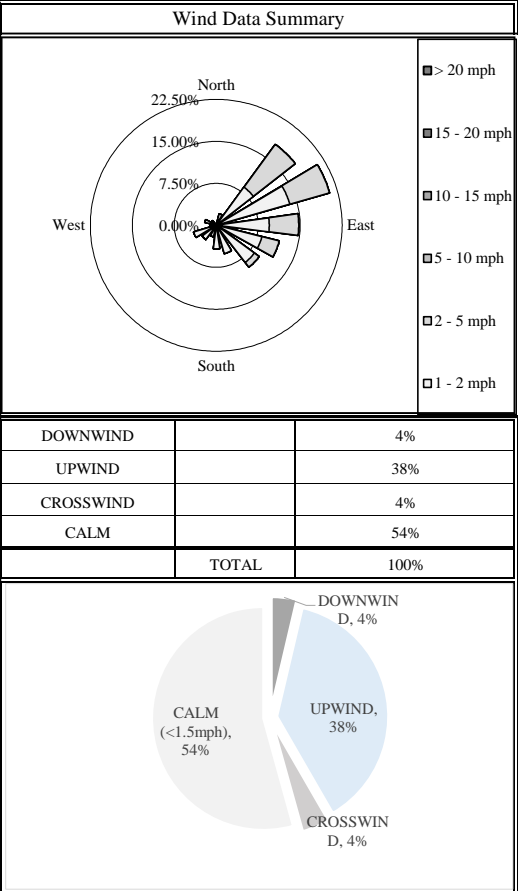 Wind Data Summary
North
22.50%
15.00%
7.50%
0.00%
West
East
South
> 20 mph
15 - 20 mph
10 - 15 mph
5 - 10 mph
2 - 5 mph
1 - 2 mph
DOWNWIND 4%
UPWIND 38%
CROSSWIND 4%
CALM 54%
TOTAL 100%
DOWNWIN
D, 4%
UPWIND,
38%
CALM
(<1.5mph),
54%
CROSSWIN
D, 4%